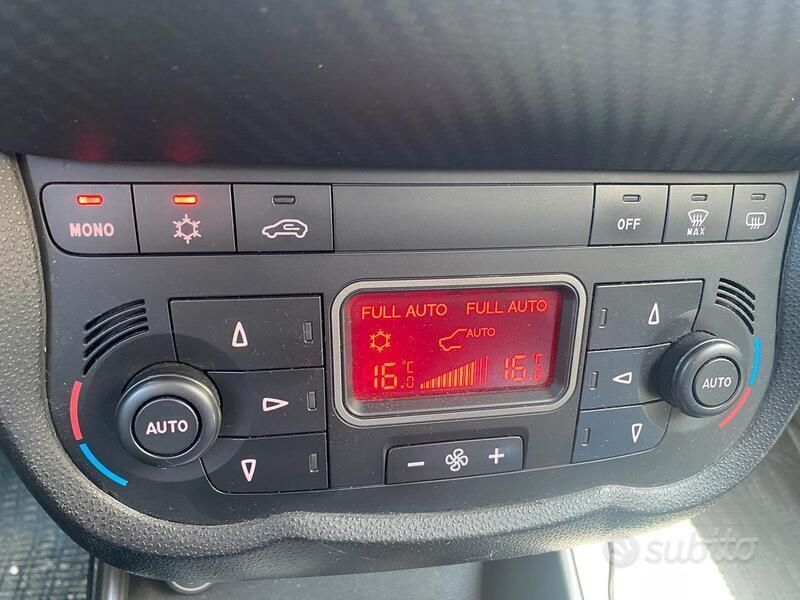 MONO
OFF
MAX
FULL AUTO FULL AUTO
AUTO
16.0 °C 16.0 °C
AUTO
AUTO
- +
subito